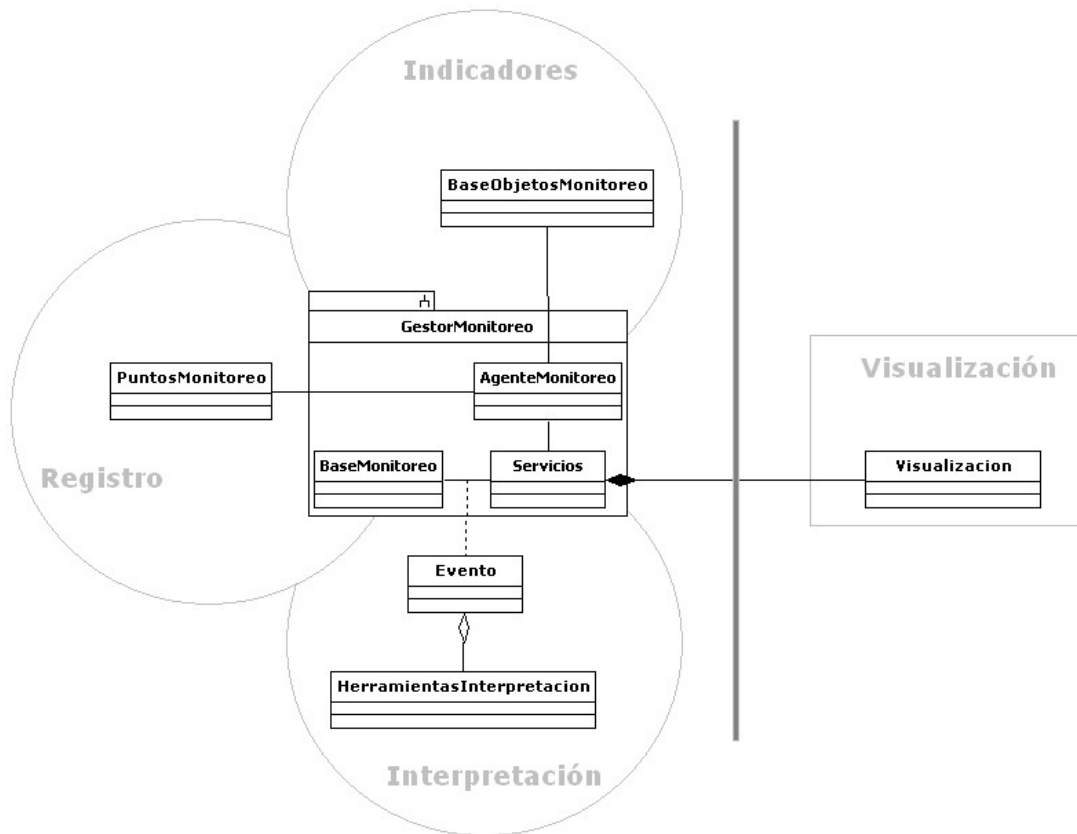 Indicadores
BaseObjetosMonitoreo
GestorMonitoreo
PuntosMonitoreo
AgenteMonitoreo
Visualización
Registro
BaseMonitoreo
Servicios
Visualizacion
Evento
HerramientasInterpretacion
Interpretación